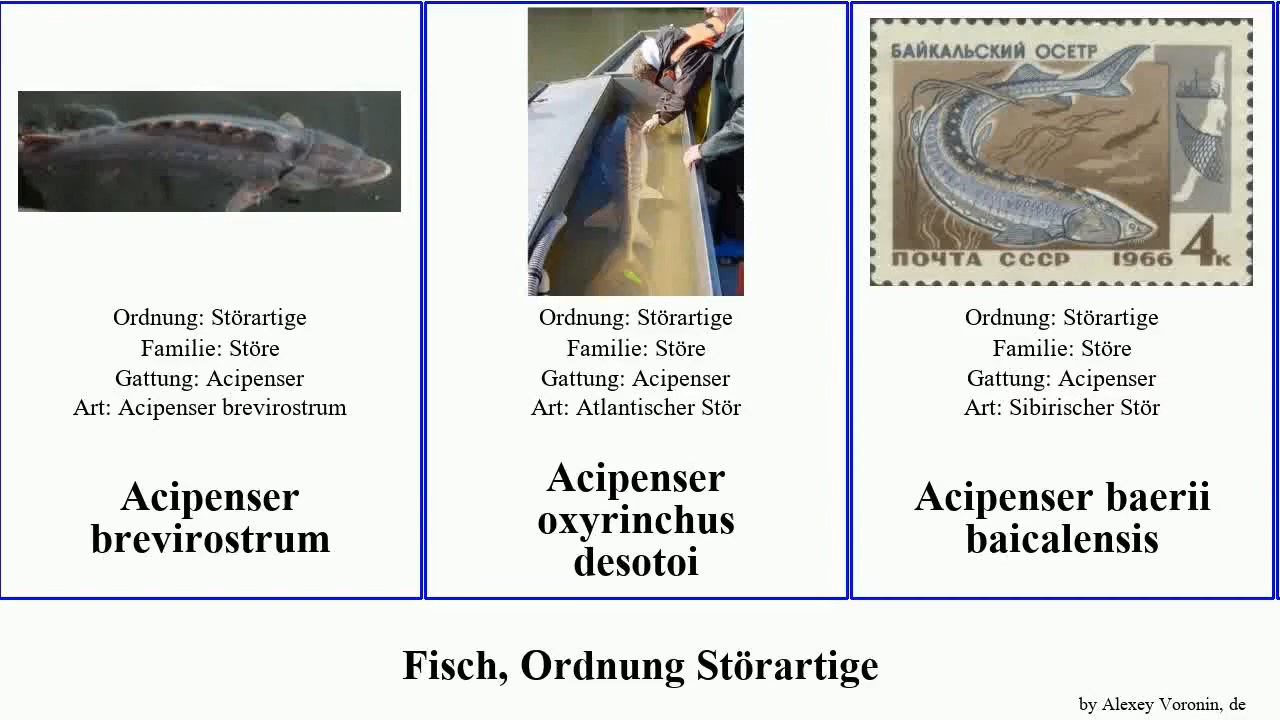 БАЙКАЛЬСКИЙ ОСЕТР
ПОЧТА СССР 1966 4к
Ordnung: Störartige
Familie: Störe
Gattung: Acipenser
Art: Acipenser brevirostrum
Acipenser
brevirostrum
Ordnung: Störartige
Familie: Störe
Gattung: Acipenser
Art: Atlantischer Stör
Acipenser
oxyrinchus
desotoi
Ordnung: Störartige
Familie: Störe
Gattung: Acipenser
Art: Sibirischer Stör
Acipenser baerii
baicalensis
Fisch, Ordnung Störartige
by Alexey Voronin, de